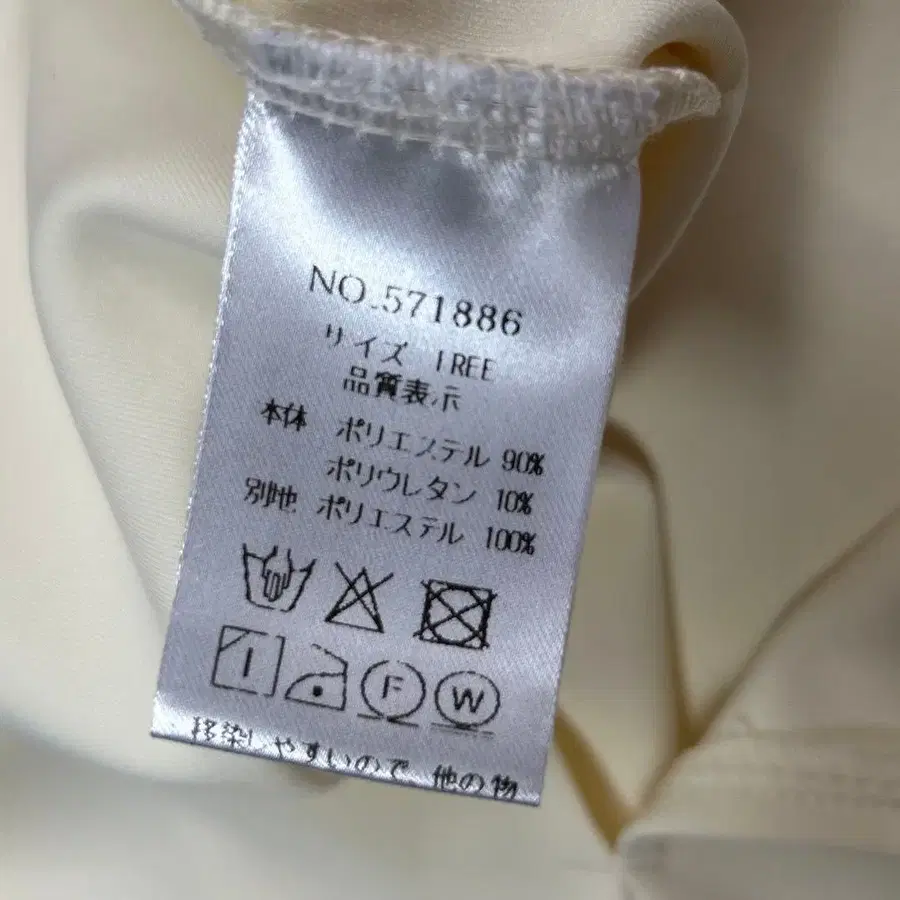 NO.571886
サイズ FREE
品質表示
本体 ポリエステル 90%
ポリウレタン 10%
別地 ポリエステル 100%
F W
移染しやすいので 他の物